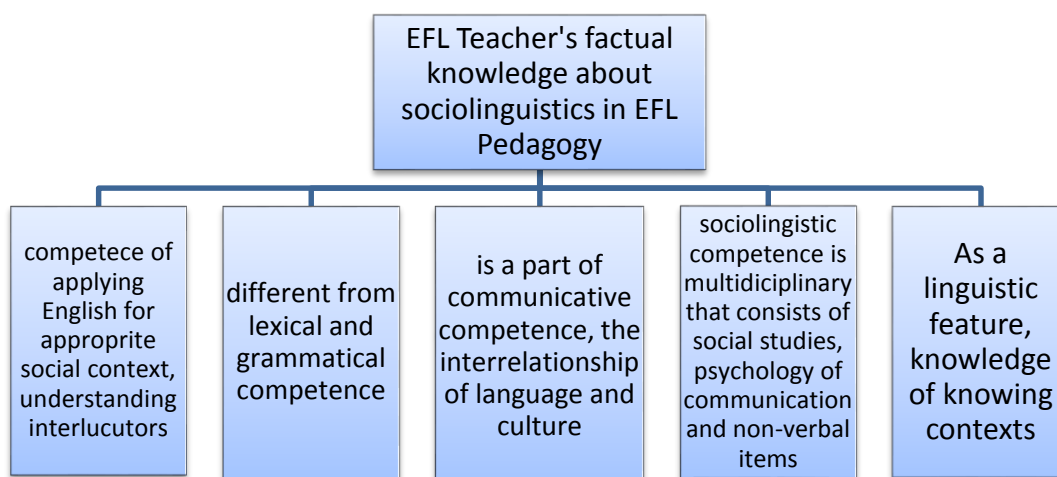 EFL Teacher's factual
knowledge about
sociolinguistics in EFL
Pedagogy
competece of
applying
English for
approprite
social context,
understanding
interlucutors
different from
lexical and
grammatical
competence
is a part of
communicative
competence, the
interrelationship
of language and
culture
sociolingistic
competence is
multidiciplinary
that consists of
social studies,
psychology of
communication
and non-verbal
items
As a
linguistic
feature,
knowledge
of knowing
contexts